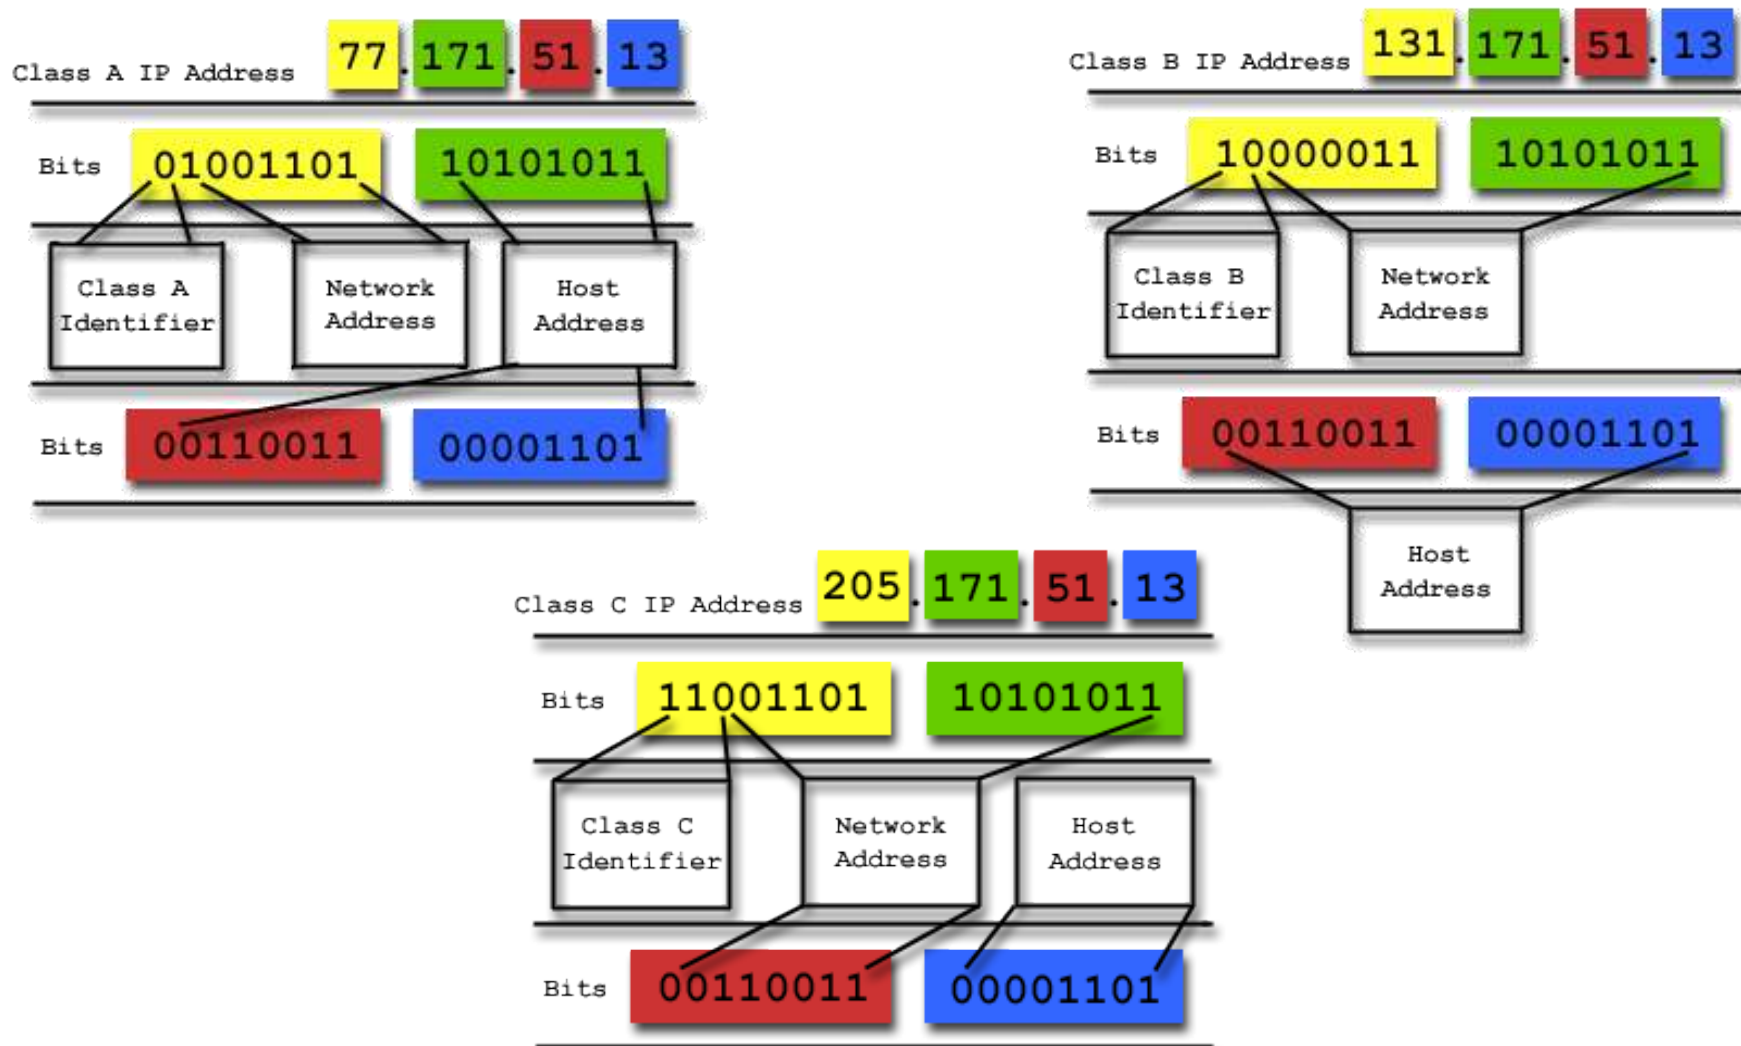 Class A IP Address 77.171.51.13
Bits 01001101 10101011
Class A
Identifier
Network
Address
Host
Address
Bits 00110011 00001101
Class B IP Address 131.171.51.13
Bits 10000011 10101011
Class B
Identifier
Network
Address
Bits 00110011 00001101
Host
Address
Class C IP Address 205.171.51.13
Bits 11001101 10101011
Class C
Identifier
Network
Address
Host
Address
Bits 00110011 00001101